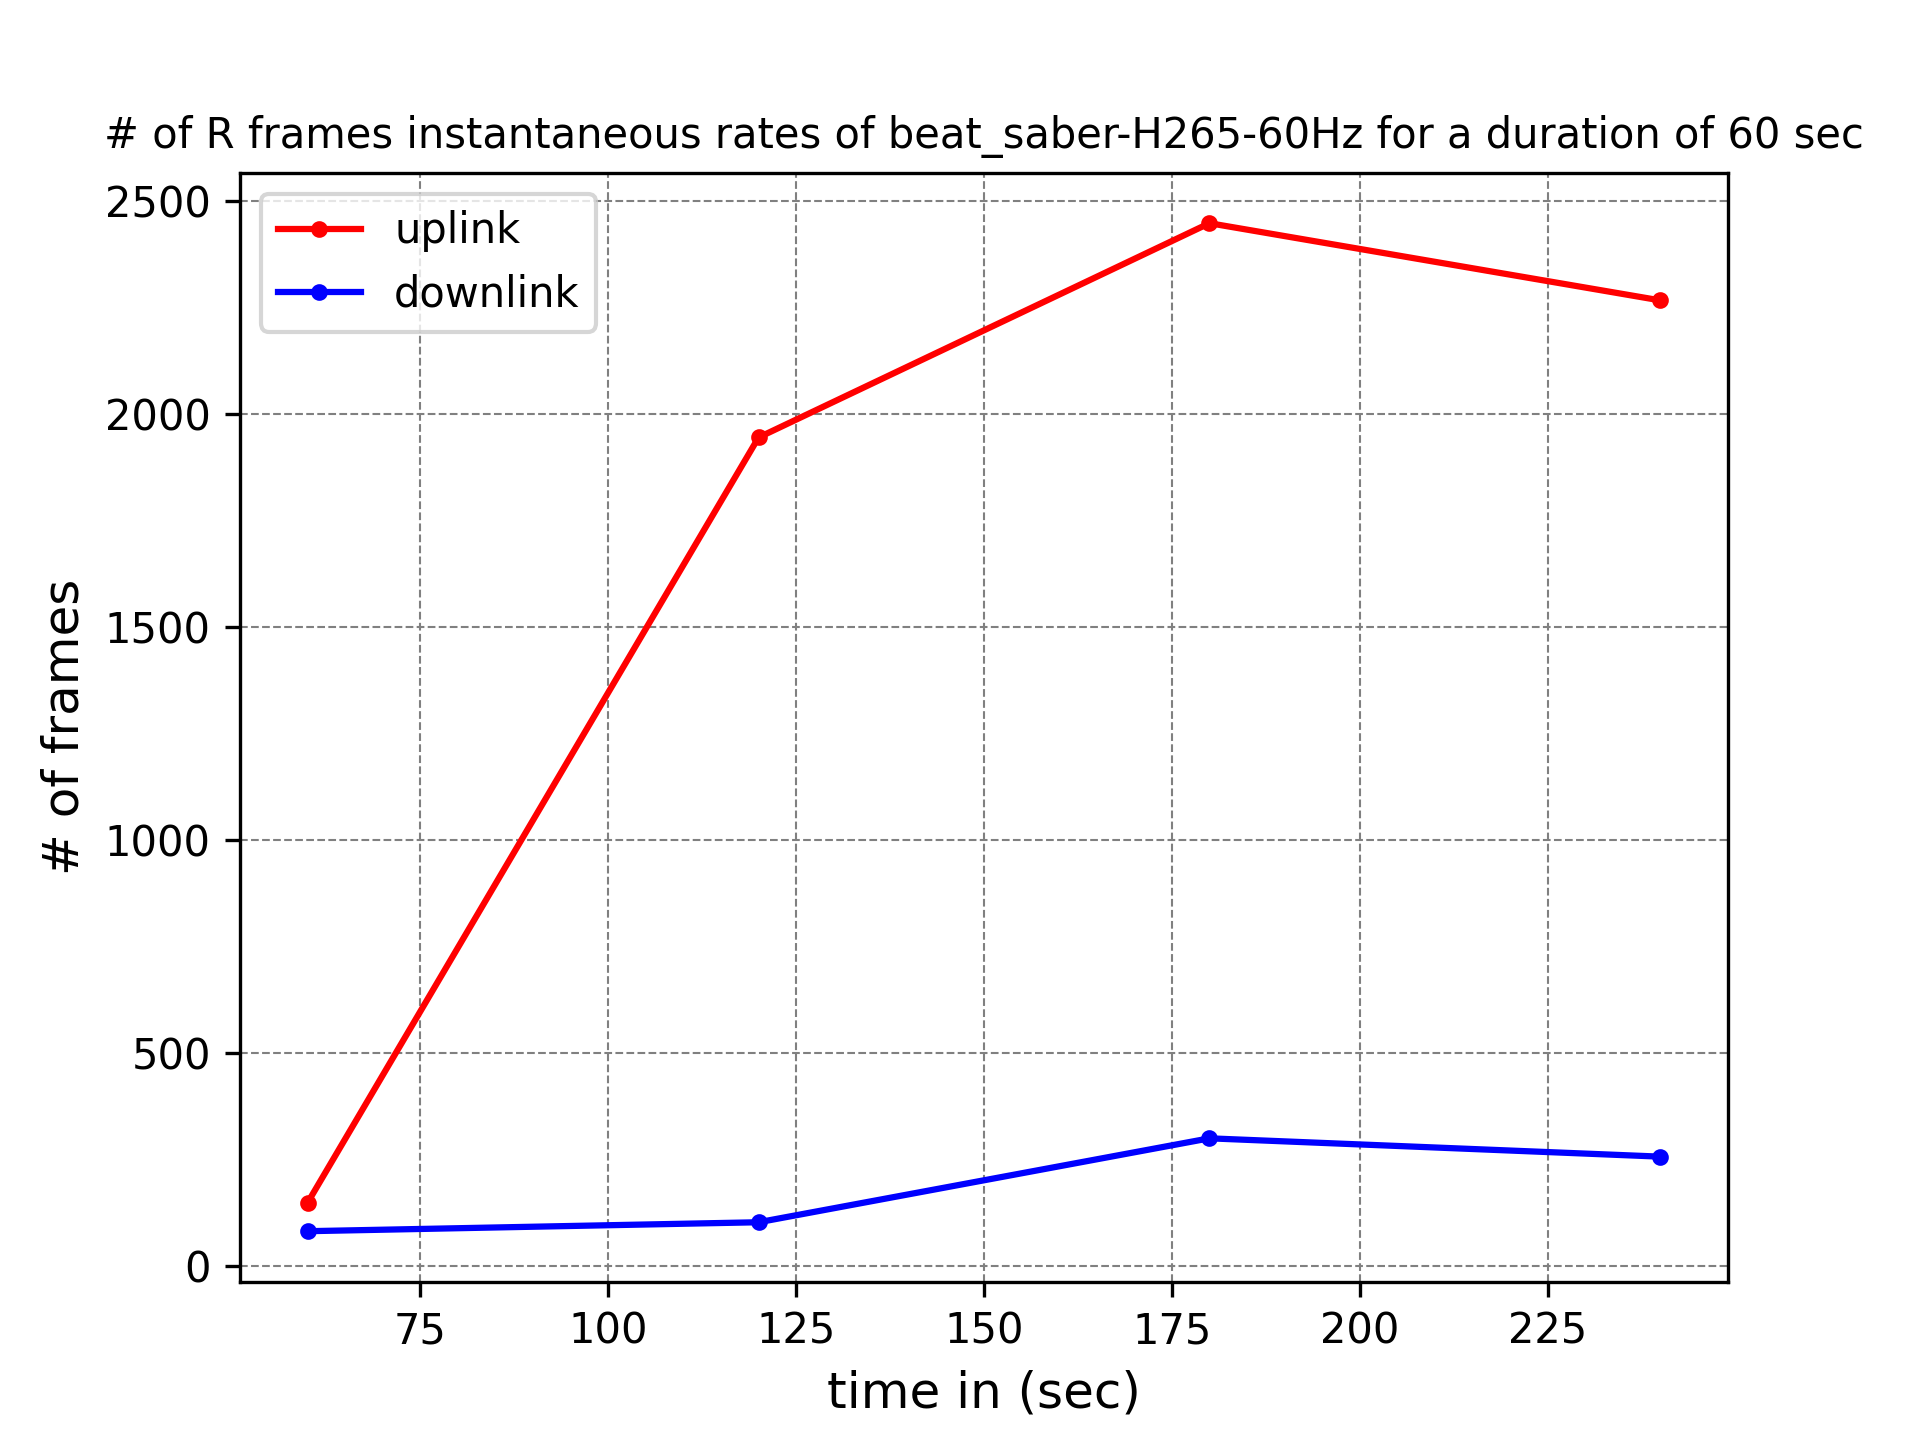 # of R frames instantaneous rates of beat_saber-H265-60Hz for a duration of 60 sec
2500
uplink
downlink
2000
1500
1000
500
0
# of frames
75 100 125 150 175 200 225
time in (sec)